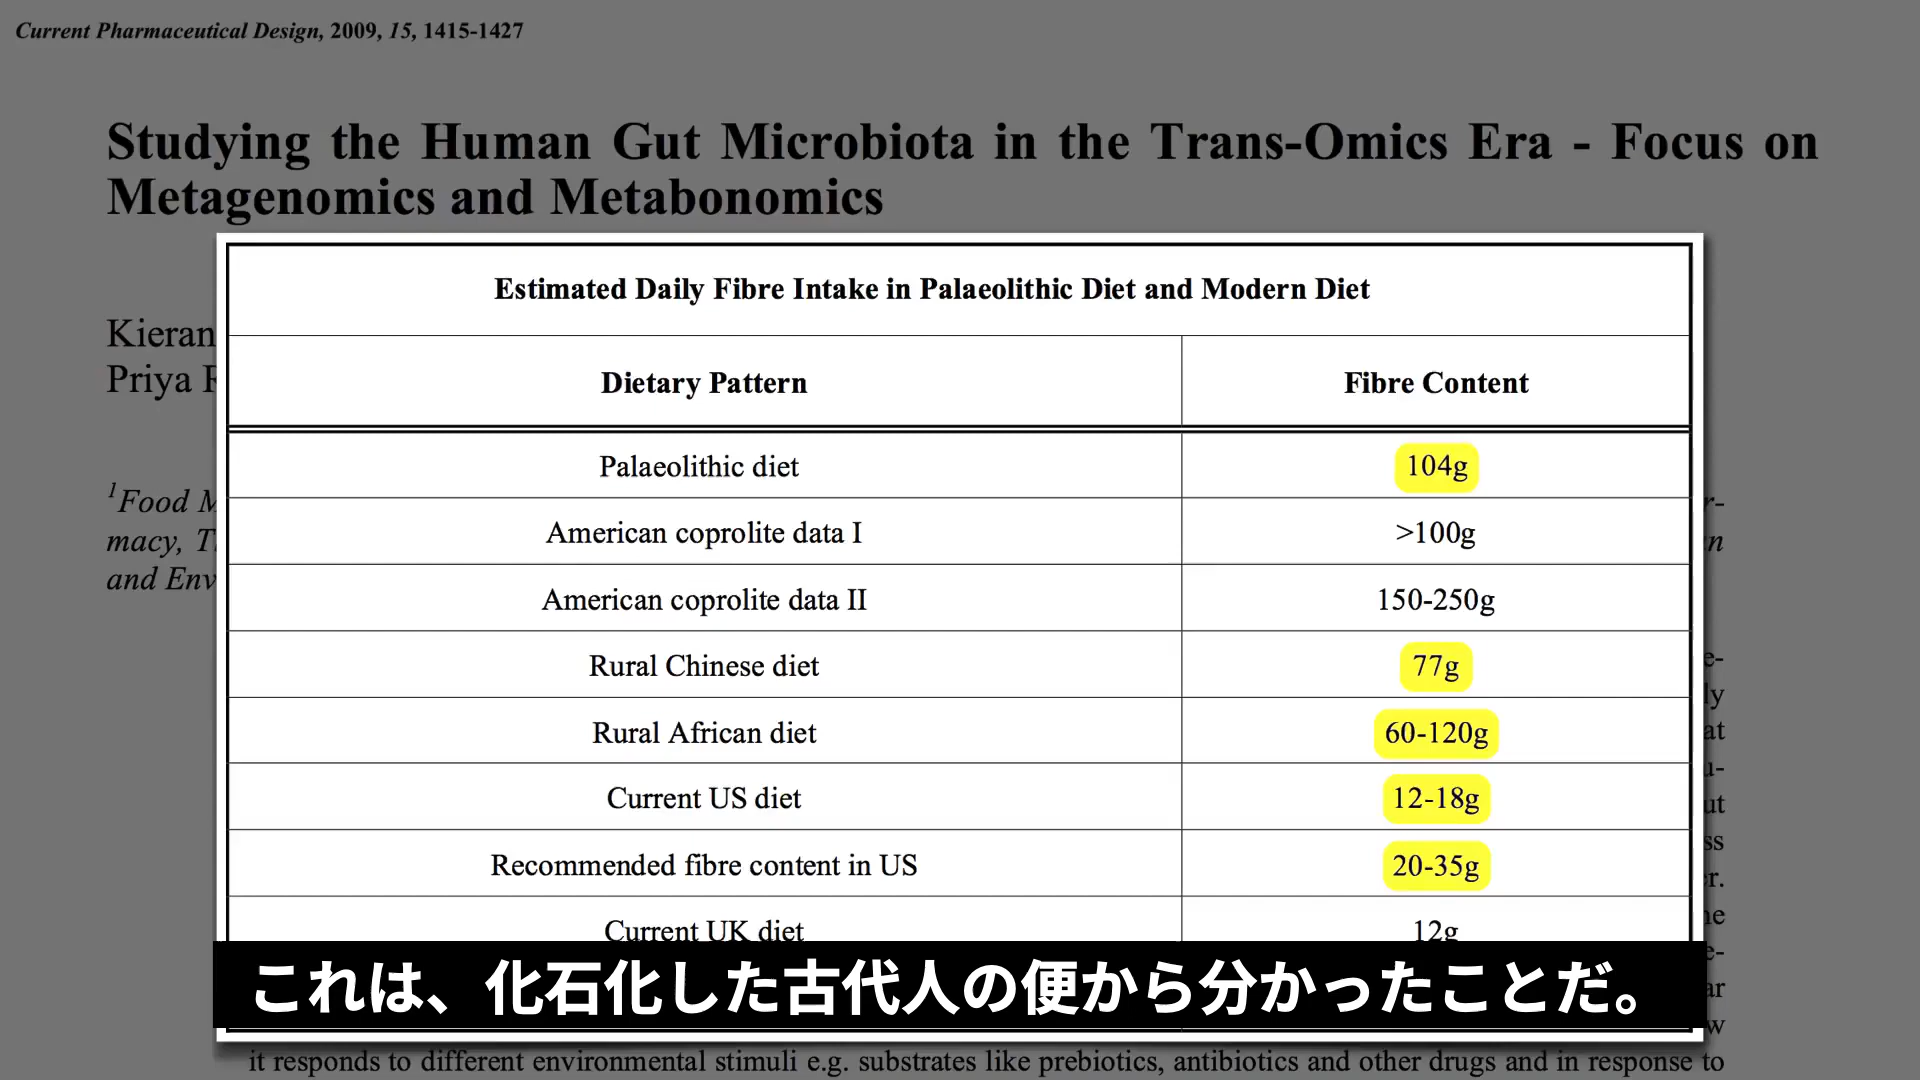 Current Pharmaceutical Design, 2009, 15, 1415-1427
Studying the Human Gut Microbiota in the Trans-Omics Era - Focus on
Metagenomics and Metabonomics
Kieran
Priya
1Food
macy,
and
Estimated Daily Fibre Intake in Palaeolithic Diet and Modern Diet
Dietary Pattern Fibre Content
Palaeolithic diet 104g
American coprolite data I >100g
American coprolite data II 150-250g
Rural Chinese diet 77g
Rural African diet 60-120g
Current US diet 12-18g
Recommended fibre content in US 20-35g
Current UK diet 12g
これは、化石化した古代人の便から分かったことだ。
it responds to different environmental stimuli e.g. substrates like prebiotics, antibiotics and other drugs and in response to